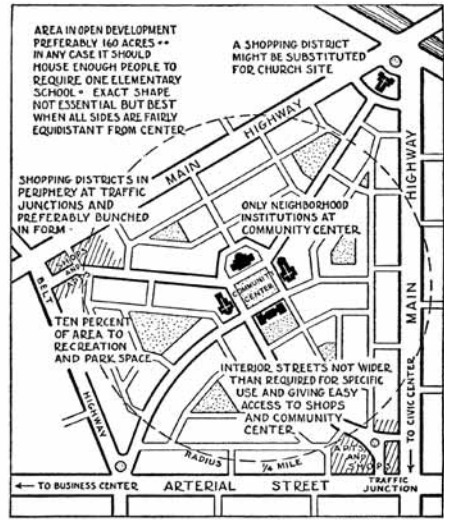 AREA IN OPEN DEVELOPMENT
PREFERABLY 160 ACRES --
IN ANY CASE IT SHOULD
HOUSE ENOUGH PEOPLE TO
REQUIRE ONE ELEMENTARY
SCHOOL - EXACT SHAPE
NOT ESSENTIAL BUT BEST
WHEN ALL SIDES ARE FAIRLY
EQUIDISTANT FROM CENTER
A SHOPPING DISTRICT
MIGHT BE SUBSTITUTED
FOR CHURCH SITE
MAIN HIGHWAY
HIGHWAY
MAIN
SHOPPING DISTRICTS IN
PERIPHERY AT TRAFFIC
JUNCTIONS AND
PREFERABLY BUNCHED
IN FORM -
ONLY NEIGHBORHOOD
INSTITUTIONS AT
COMMUNITY CENTER
SHOPS
AND
APTS
BELT
HIGHWAY
COMMUNITY
CENTER
TEN PERCENT
OF AREA TO
RECREATION
AND PARK SPACE
INTERIOR STREETS NOT WIDER
THAN REQUIRED FOR SPECIFIC
USE AND GIVING EASY
ACCESS TO SHOPS
AND COMMUNITY
CENTER
TO CIVIC CENTER
RADIUS 1/4 MILE
APTS
AND
SHOPS
TRAFFIC
JUNCTION
← TO BUSINESS CENTER
ARTERIAL STREET